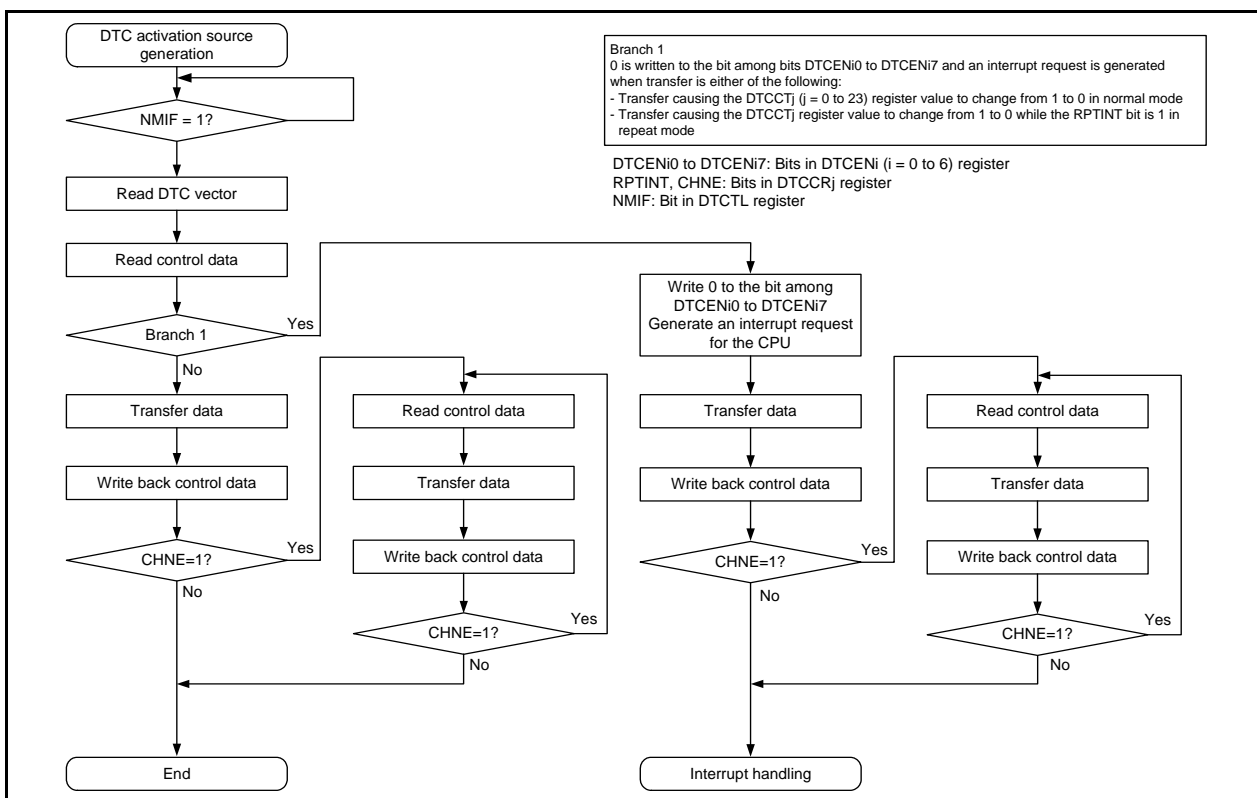 DTC activation source
generation
NMIF = 1?
Read DTC vector
Read control data
Branch 1
Yes
No
Transfer data
Write back control data
CHNE=1?
Yes
No
End
Read control data
Transfer data
Write back control data
CHNE=1?
Yes
No
Branch 1
0 is written to the bit among bits DTCENi0 to DTCENi7 and an interrupt request is generated
when transfer is either of the following:
- Transfer causing the DTCCTj (j = 0 to 23) register value to change from 1 to 0 in normal mode
- Transfer causing the DTCCTj register value to change from 1 to 0 while the RPTINT bit is 1 in
repeat mode
DTCENi0 to DTCENi7: Bits in DTCENi (i = 0 to 6) register
RPTINT, CHNE: Bits in DTCCRj register
NMIF: Bit in DTCTL register
Write 0 to the bit among
DTCENi0 to DTCENi7
Generate an interrupt request
for the CPU
Transfer data
Write back control data
CHNE=1?
Yes
No
Interrupt handling
Read control data
Transfer data
Write back control data
CHNE=1?
Yes
No